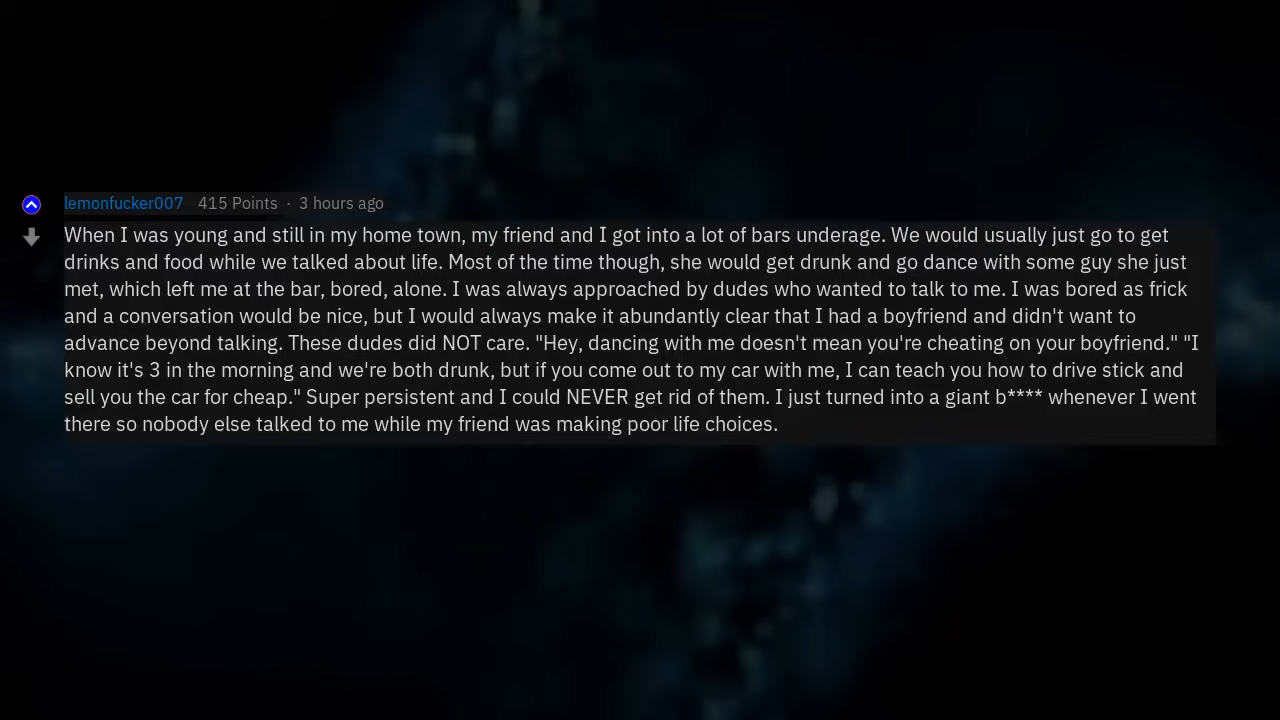 lemonfucker007 415 Points · 3 hours ago
When I was young and still in my home town, my friend and I got into a lot of bars underage. We would usually just go to get
drinks and food while we talked about life. Most of the time though, she would get drunk and go dance with some guy she just
met, which left me at the bar, bored, alone. I was always approached by dudes who wanted to talk to me. I was bored as frick
and a conversation would be nice, but I would always make it abundantly clear that I had a boyfriend and didn't want to
advance beyond talking. These dudes did NOT care. "Hey, dancing with me doesn't mean you're cheating on your boyfriend." "I
know it's 3 in the morning and we're both drunk, but if you come out to my car with me, I can teach you how to drive stick and
sell you the car for cheap." Super persistent and I could NEVER get rid of them. I just turned into a giant b**** whenever I went
there so nobody else talked to me while my friend was making poor life choices.